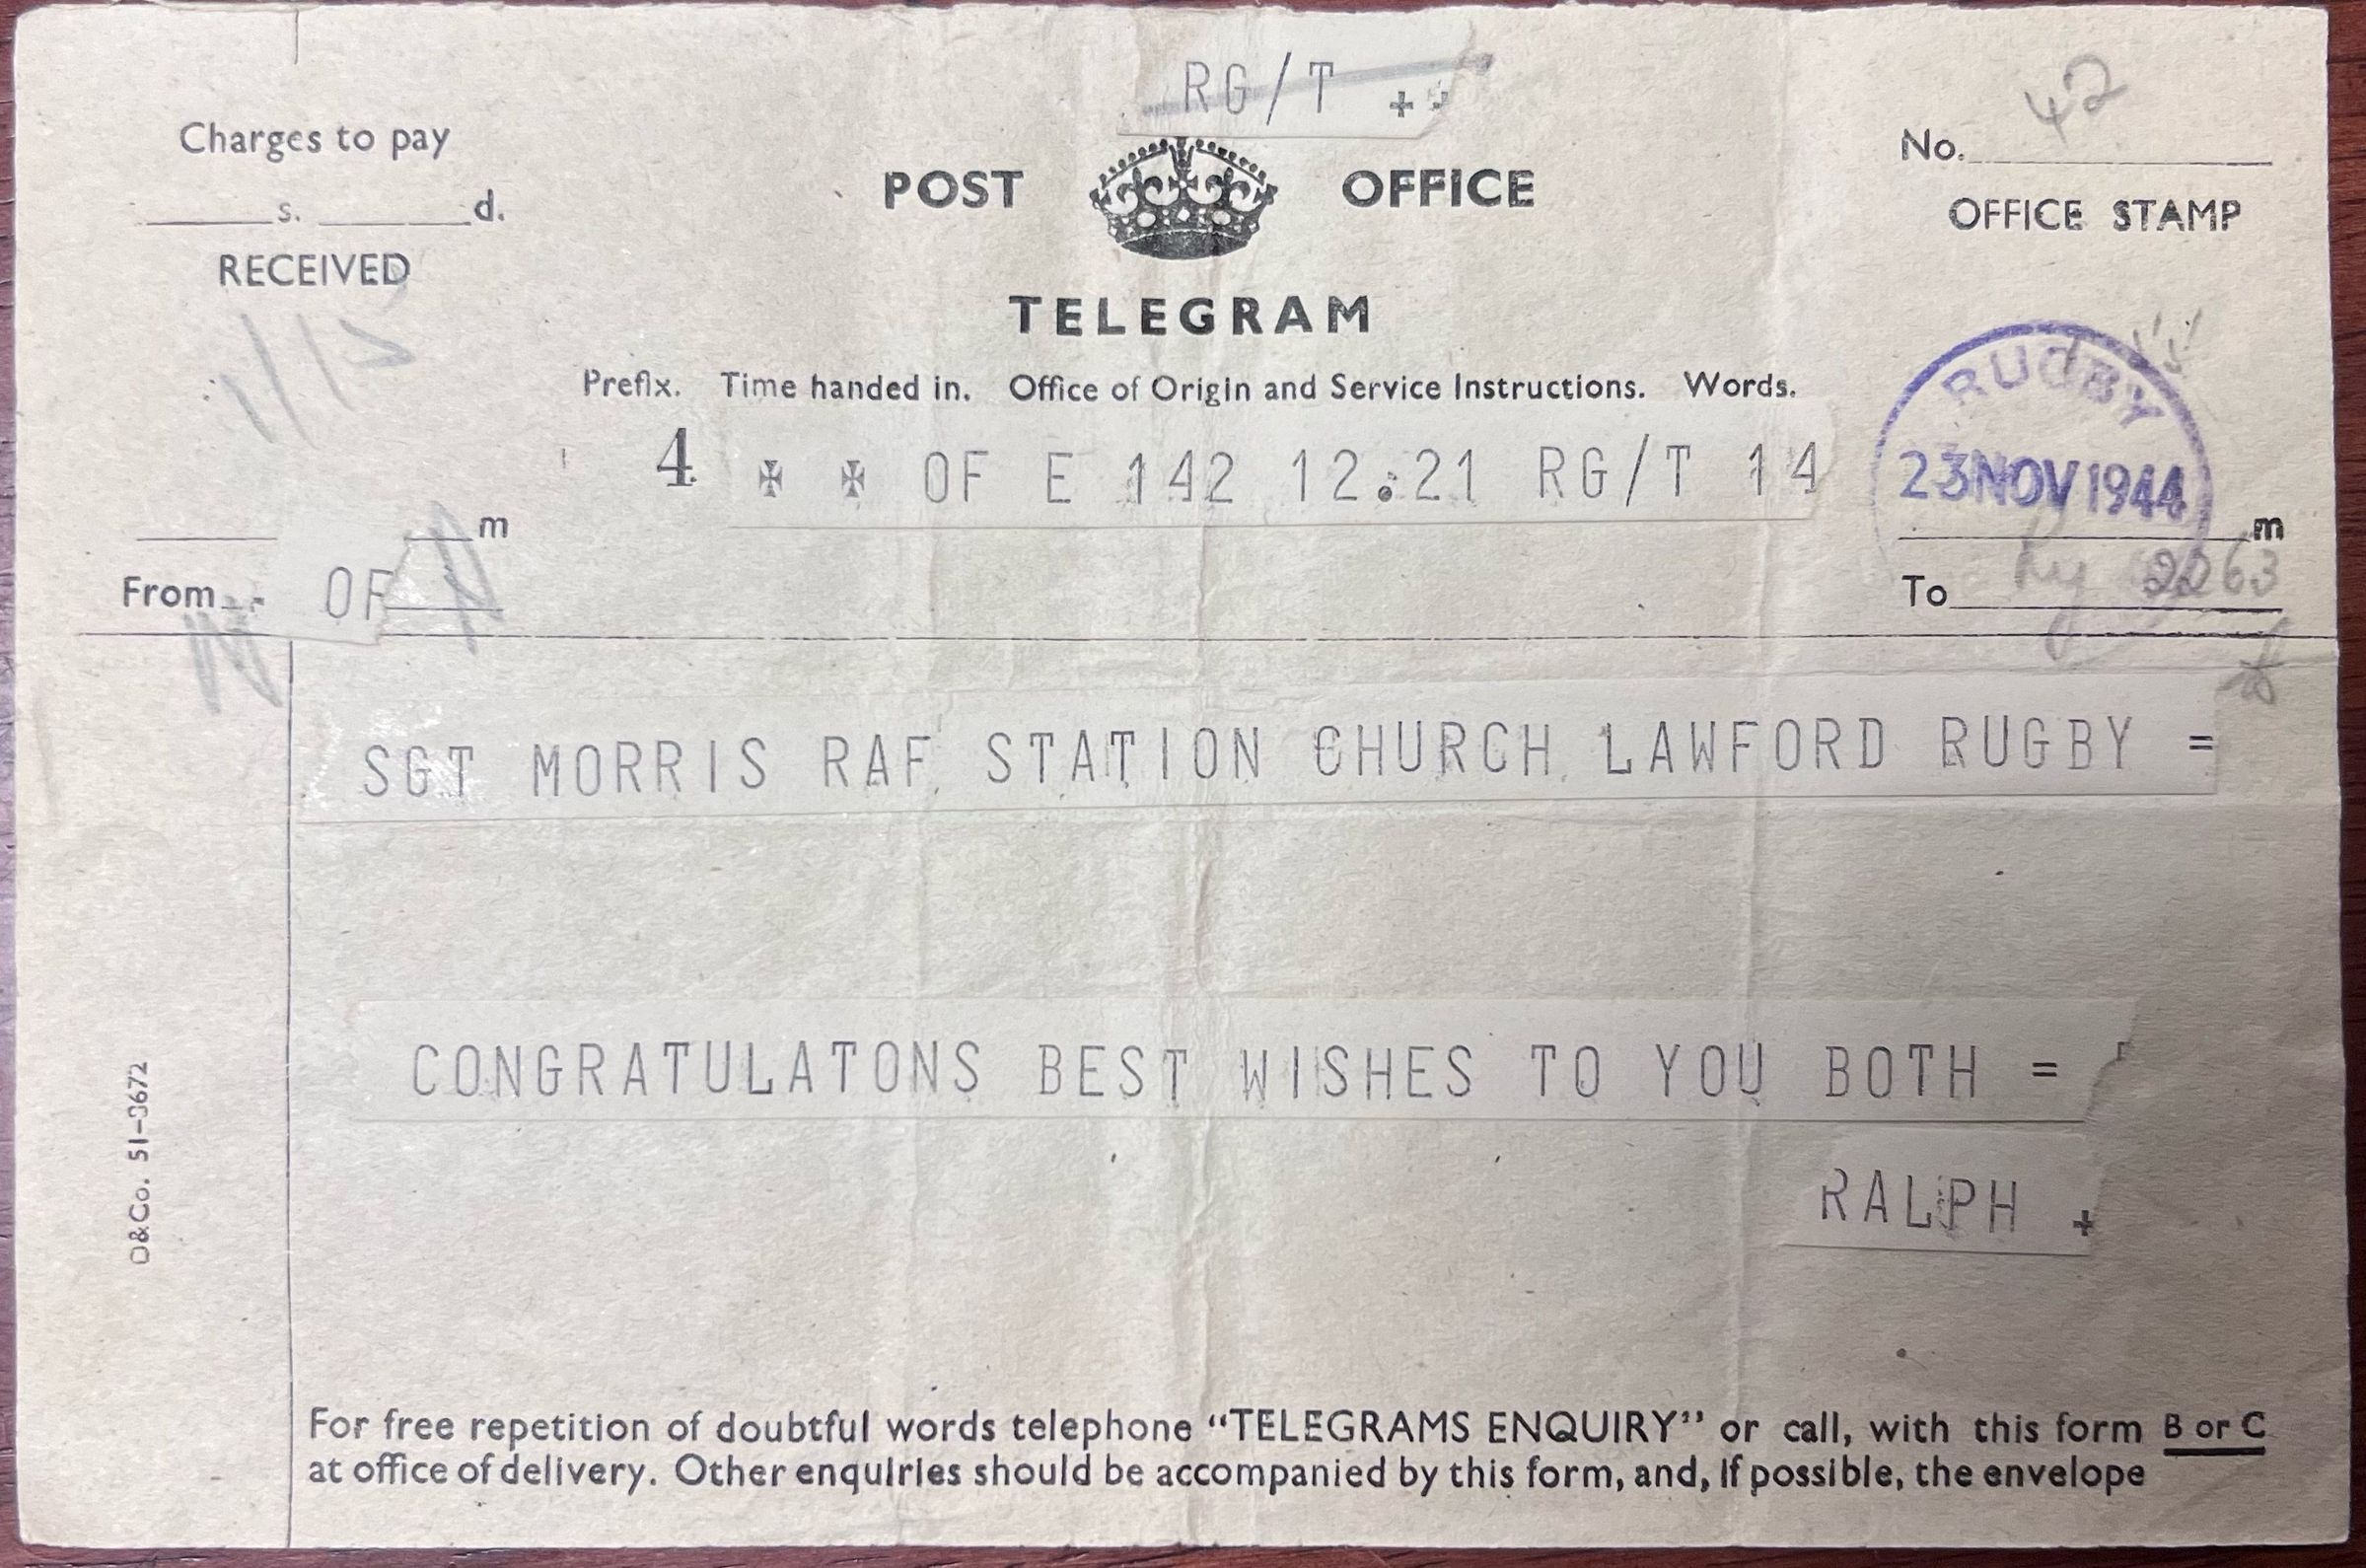 RG/T +
Charges to pay
s. d.
RECEIVED
POST OFFICE
No. 42
OFFICE STAMP
TELEGRAM
Prefix. Time handed in. Office of Origin and Service Instructions. Words.
RUGBY
23 NOV 1944
4 ✠ ✠ OF E 142 12.21 RG/T 14
m
m
From OF
To Ry 2263
SGT MORRIS RAF STATION CHURCH LAWFORD RUGBY =
CONGRATULATONS BEST WISHES TO YOU BOTH =
RALPH +
O&Co. 51-3672
For free repetition of doubtful words telephone “TELEGRAMS ENQUIRY” or call, with this form B or C
at office of delivery. Other enquiries should be accompanied by this form, and, if possible, the envelope